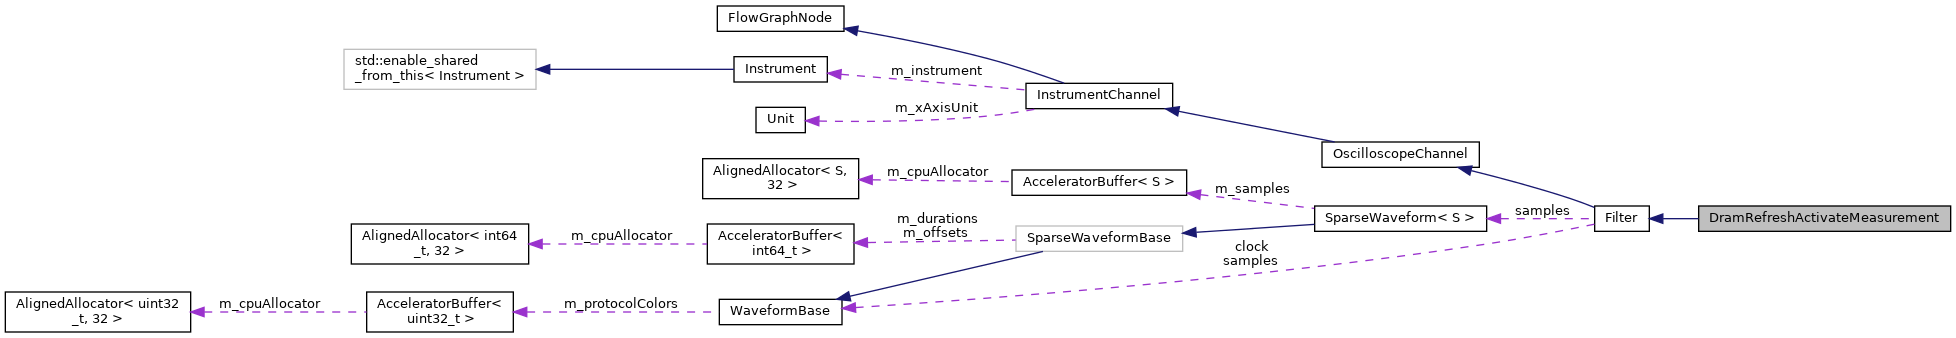 FlowGraphNode
std::enable_shared
_from_this< Instrument >
Instrument
m_instrument
InstrumentChannel
Unit
m_xAxisUnit
OscilloscopeChannel
AlignedAllocator< S,
32 >
m_cpuAllocator
AcceleratorBuffer< S >
m_samples
SparseWaveform< S >
samples
Filter
DramRefreshActivateMeasurement
AlignedAllocator< int64
_t, 32 >
m_cpuAllocator
AcceleratorBuffer<
int64_t >
m_durations
m_offsets
SparseWaveformBase
clock
samples
AlignedAllocator< uint32
_t, 32 >
m_cpuAllocator
AcceleratorBuffer<
uint32_t >
m_protocolColors
WaveformBase